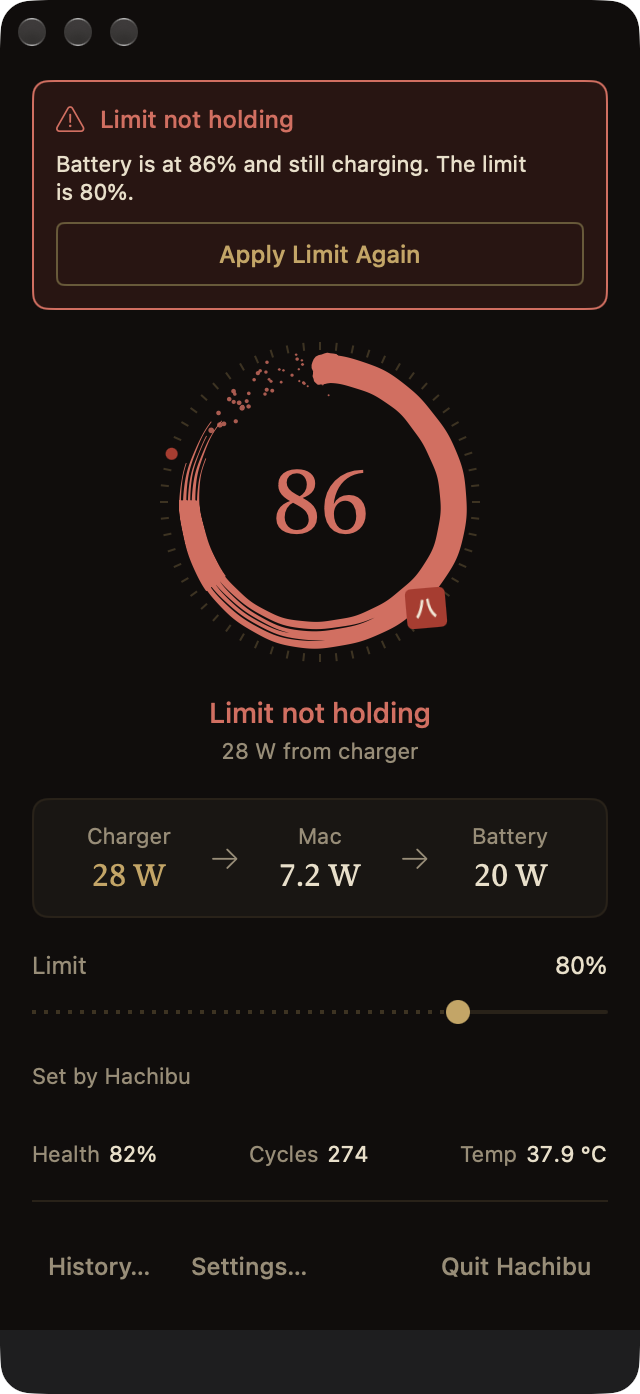 Limit not holding
Battery is at 86% and still charging. The limit
is 80%.
Apply Limit Again
86
八
Limit not holding
28 W from charger
Charger → Mac → Battery
28 W 7.2 W 20 W
Limit 80%
Set by Hachibu
Health 82% Cycles 274 Temp 37.9 °C
History... Settings... Quit Hachibu